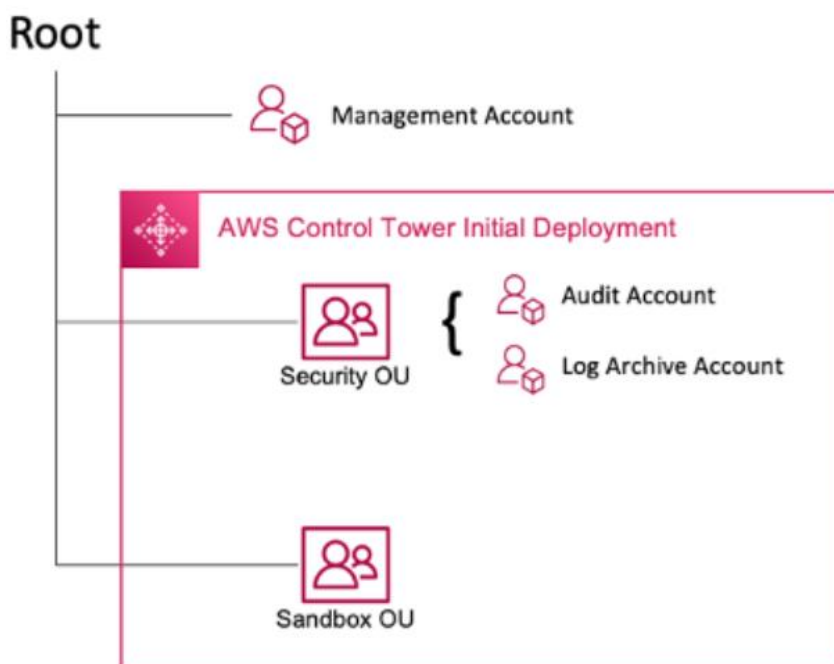 Root
Management Account
AWS Control Tower Initial Deployment
Audit Account
Security OU
Log Archive Account
Sandbox OU